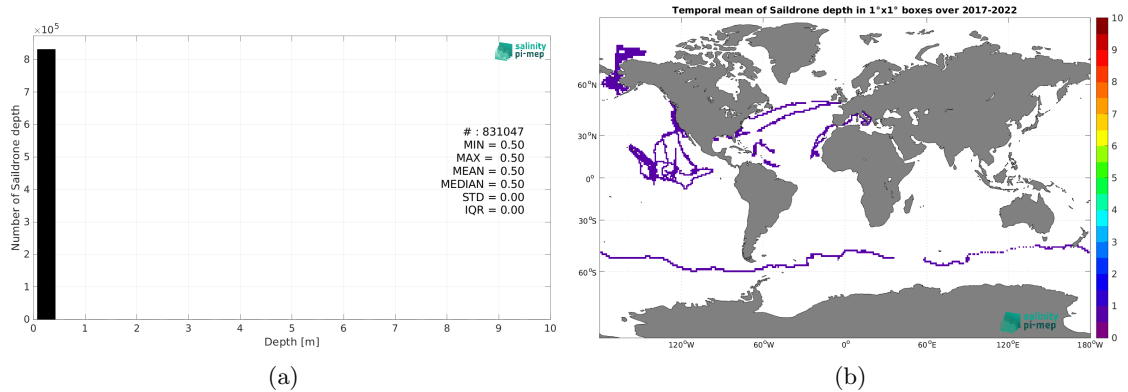 ×10⁵
8
7
6
5
4
3
2
1
0
Number of Saildrone depth
salinity
pi-mep
# : 831047
MIN = 0.50
MAX = 0.50
MEAN = 0.50
MEDIAN = 0.50
STD = 0.00
IQR = 0.00
0 1 2 3 4 5 6 7 8 9 10
Depth [m]
(a)
Temporal mean of Saildrone depth in 1°x1° boxes over 2017-2022
60°N
30°N
0°
30°S
60°S
salinity
pi-mep
120°W 60°W 0° 60°E 120°E 180°W
10
9
8
7
6
5
4
3
2
1
0
(b)